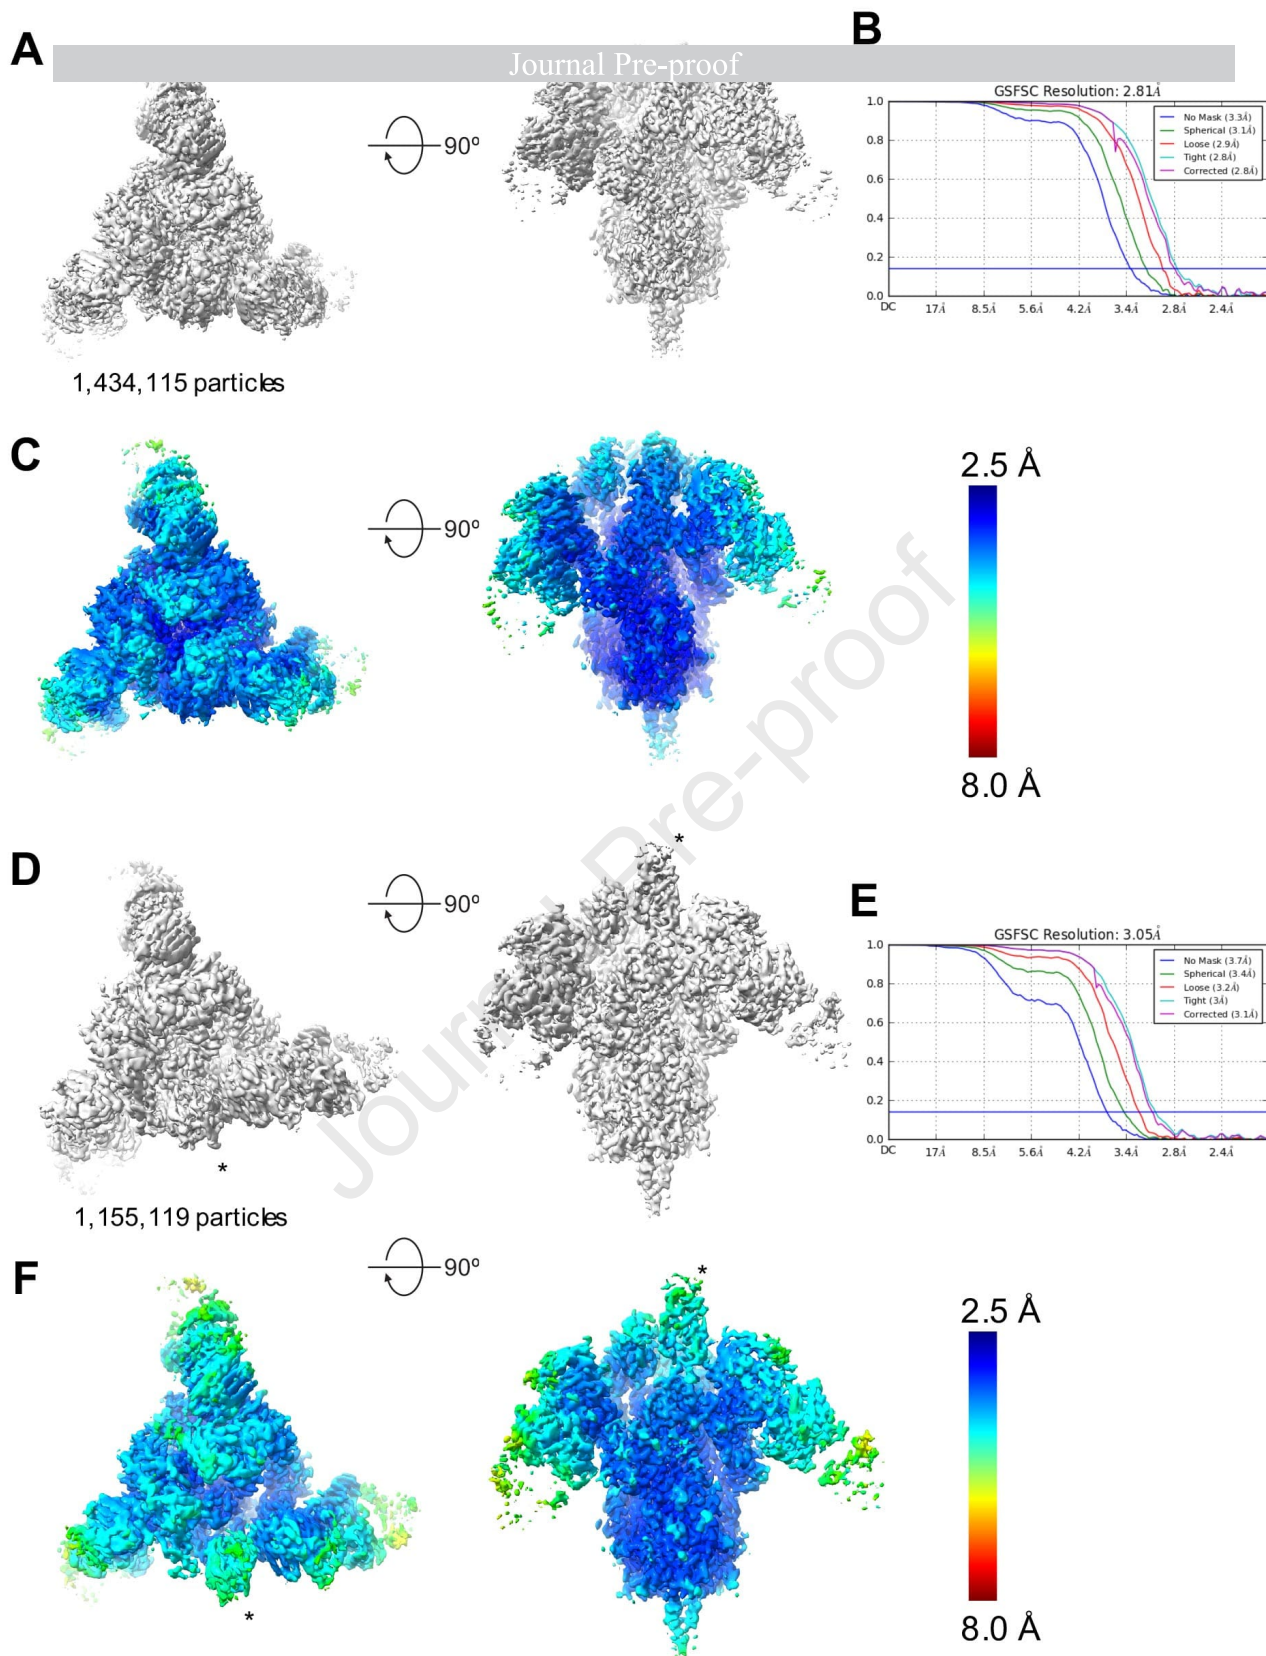 A
B
Journal Pre-proof
GSFSC Resolution: 2.81Å
1.0
0.8
0.6
0.4
0.2
0.0
No Mask (3.3Å)
Spherical (3.1Å)
Loose (2.9Å)
Tight (2.8Å)
Corrected (2.8Å)
DC 17Å 8.5Å 5.6Å 4.2Å 3.4Å 2.8Å 2.4Å
90º
1,434,115 particles
C
90º
2.5 Å
8.0 Å
Journal Pre-proof
D
*
90º
E
GSFSC Resolution: 3.05Å
1.0
0.8
0.6
0.4
0.2
0.0
No Mask (3.7Å)
Spherical (3.4Å)
Loose (3.2Å)
Tight (3Å)
Corrected (3.1Å)
DC 17Å 8.5Å 5.6Å 4.2Å 3.4Å 2.8Å 2.4Å
*
1,155,119 particles
F
90º
*
2.5 Å
8.0 Å
*